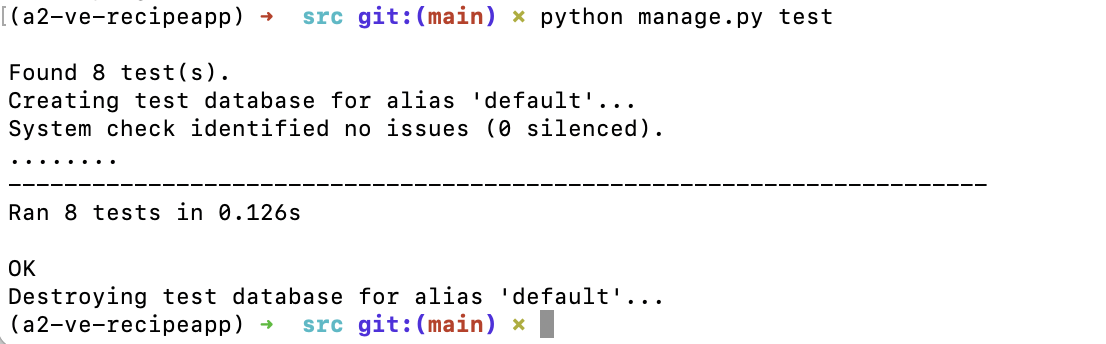 [(a2-ve-recipeapp) ➜  src git:(main) ✗ python manage.py test
Found 8 test(s).
Creating test database for alias 'default'...
System check identified no issues (0 silenced).
........
----------------------------------------------------------------------
Ran 8 tests in 0.126s
OK
Destroying test database for alias 'default'...
(a2-ve-recipeapp) ➜  src git:(main) ✗